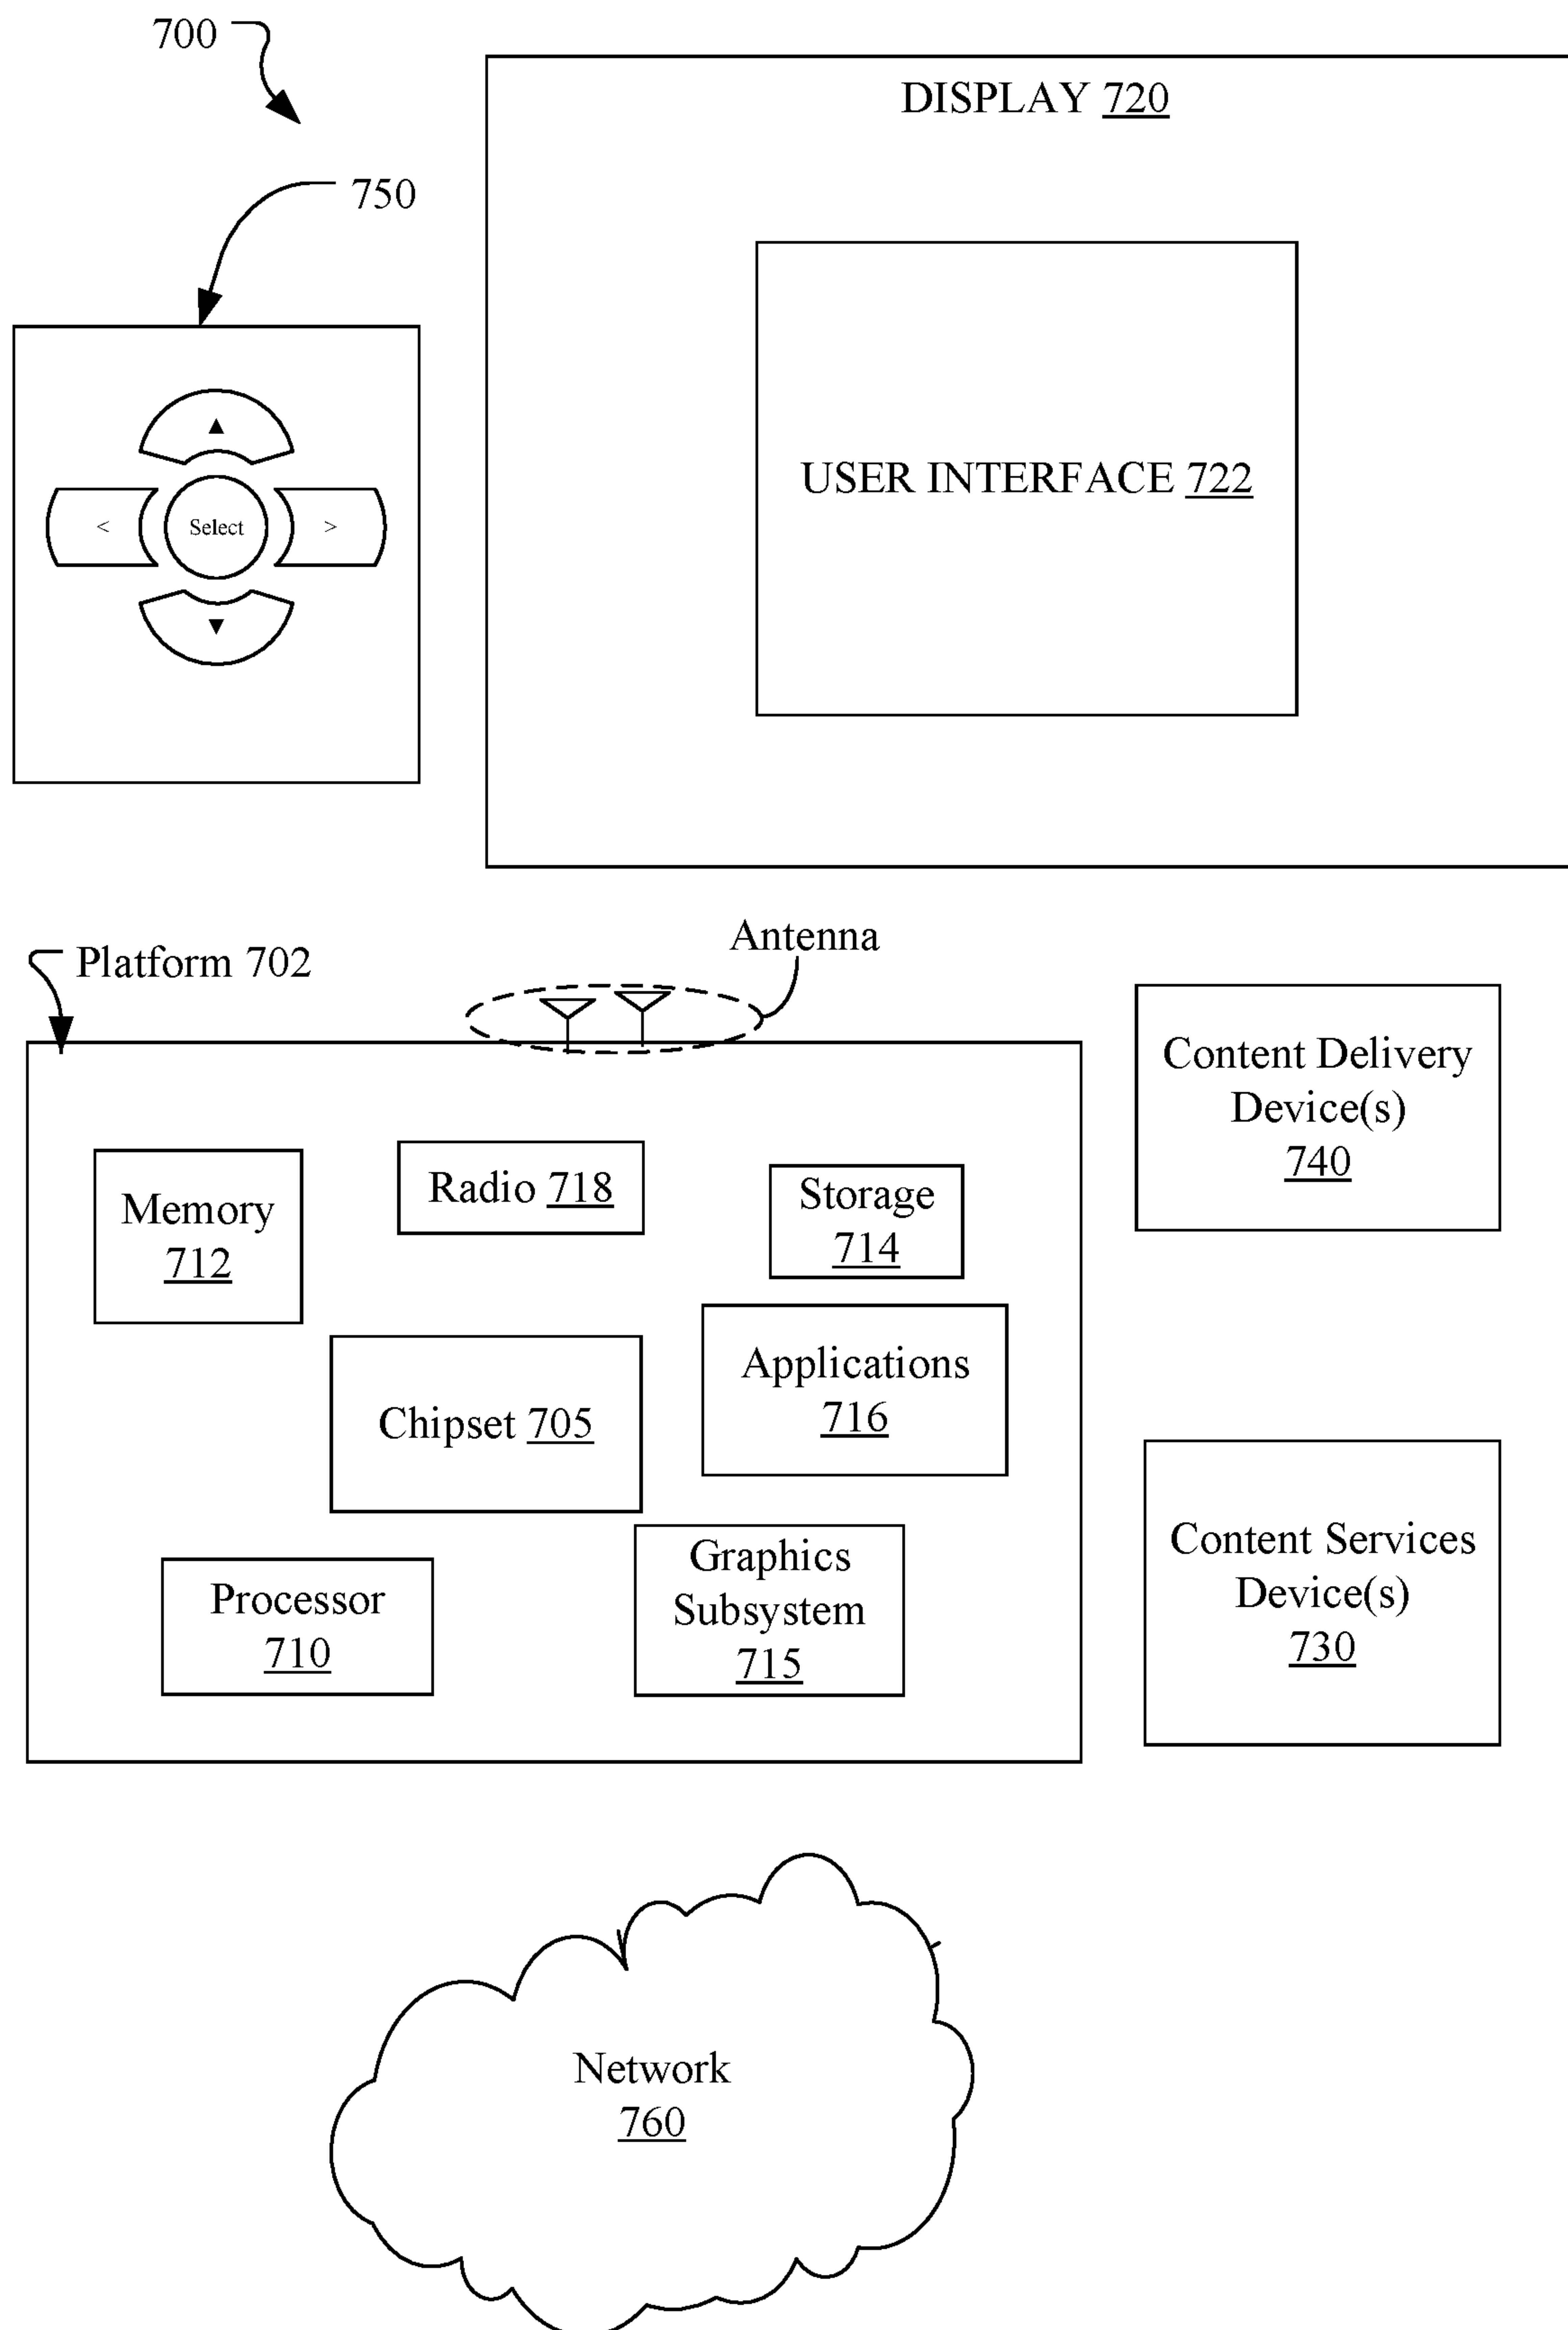 700
DISPLAY 720
750
USER INTERFACE 722
▲
< Select >
▼
Antenna
Platform 702
Content Delivery
Device(s)
740
Radio 718
Memory
712
Storage
714
Applications
716
Chipset 705
Content Services
Device(s)
730
Graphics
Subsystem
715
Processor
710
Network
760